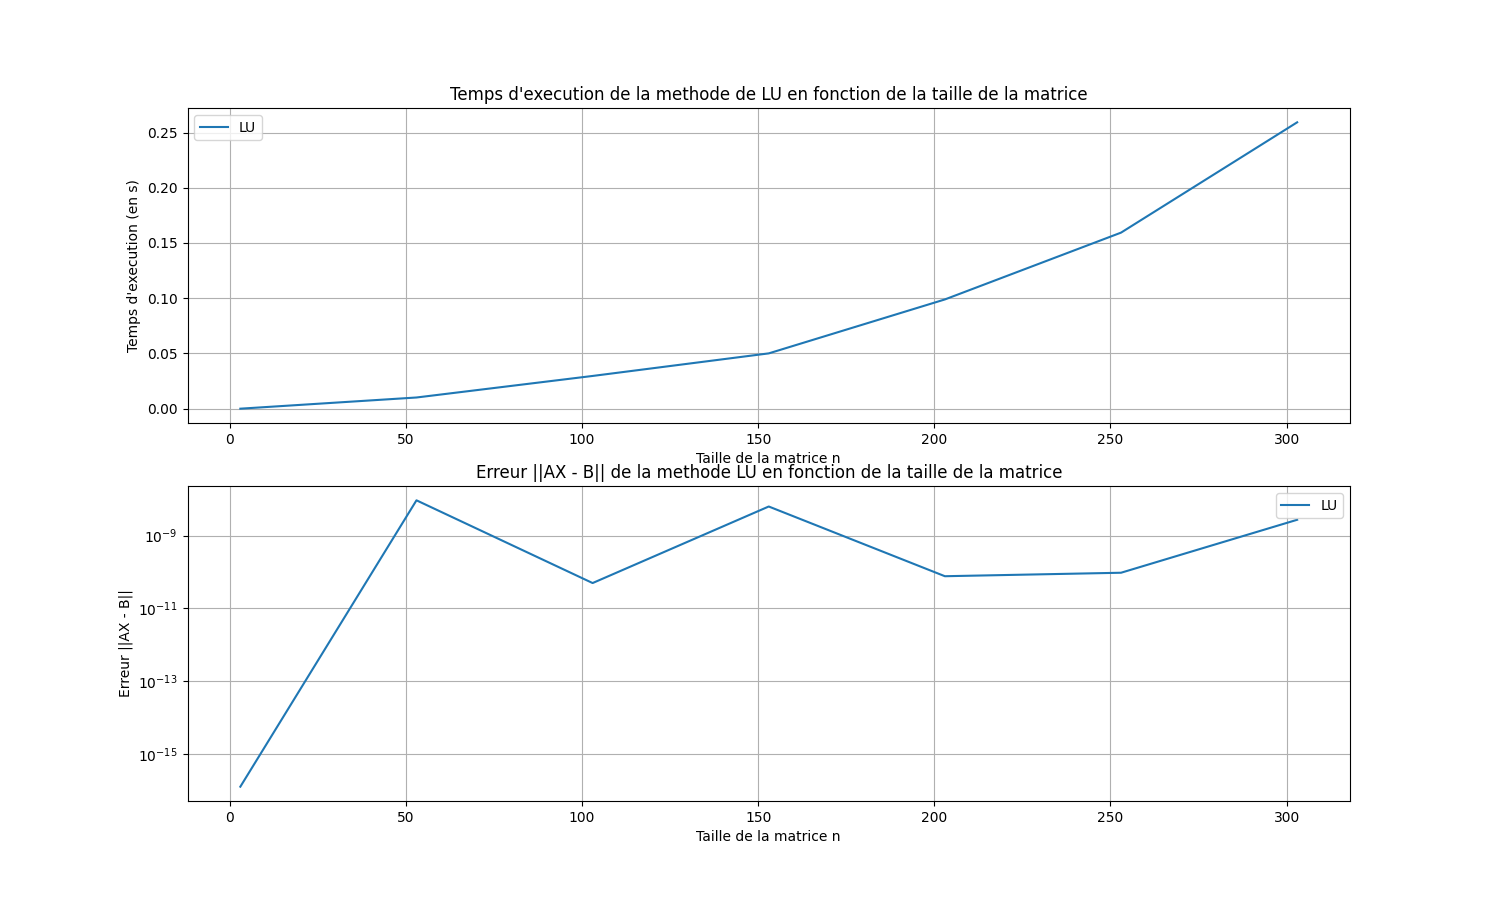 Temps d'execution de la methode de LU en fonction de la taille de la matrice
LU
Temps d'execution (en s)
0.25
0.20
0.15
0.10
0.05
0.00
0 50 100 150 200 250 300
Taille de la matrice n
Erreur ||AX - B|| de la methode LU en fonction de la taille de la matrice
LU
Erreur ||AX - B||
10⁻⁹
10⁻¹¹
10⁻¹³
10⁻¹⁵
0 50 100 150 200 250 300
Taille de la matrice n